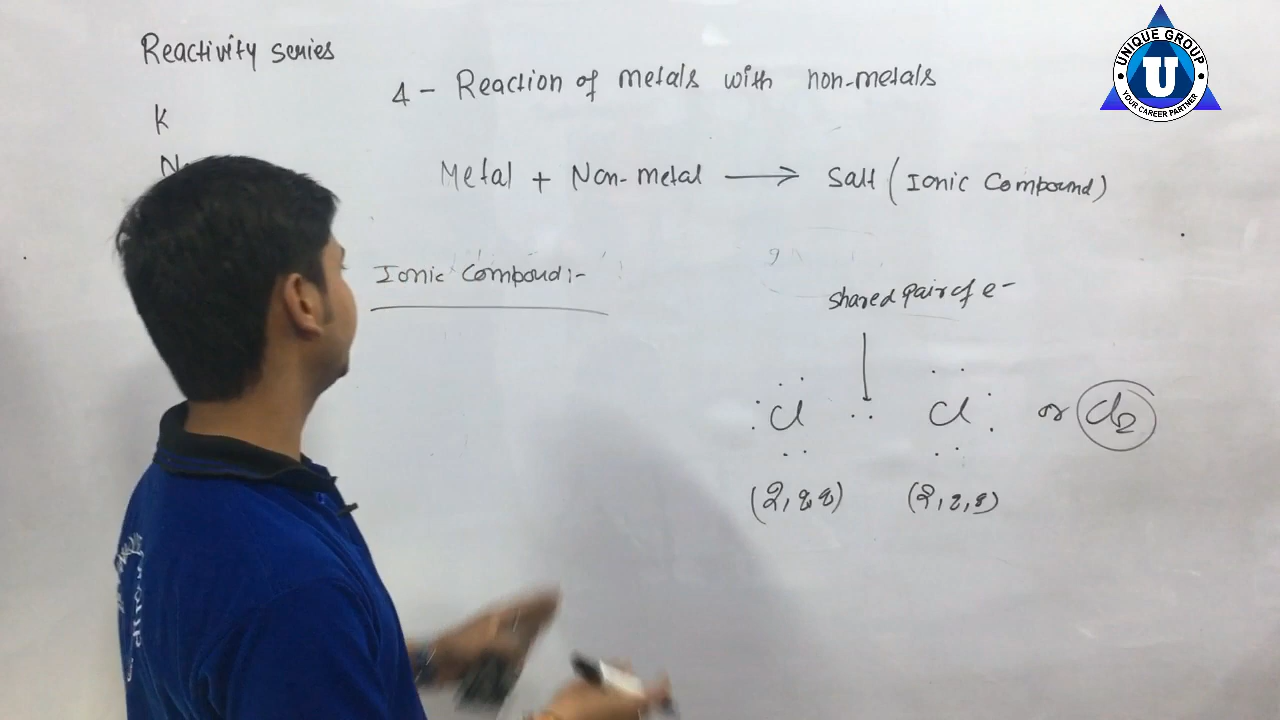 Reactivity series
K
Na
4 - Reaction of metals with non-metals
Metal + Non-metal ⟶ Salt (Ionic Compound)
Ionic Compound:-
shared pair of e-
Cl Cl or Cl2
(2,8,8) (2,8,8)
UNIQUE GROUP
U
YOUR CAREER PARTNER